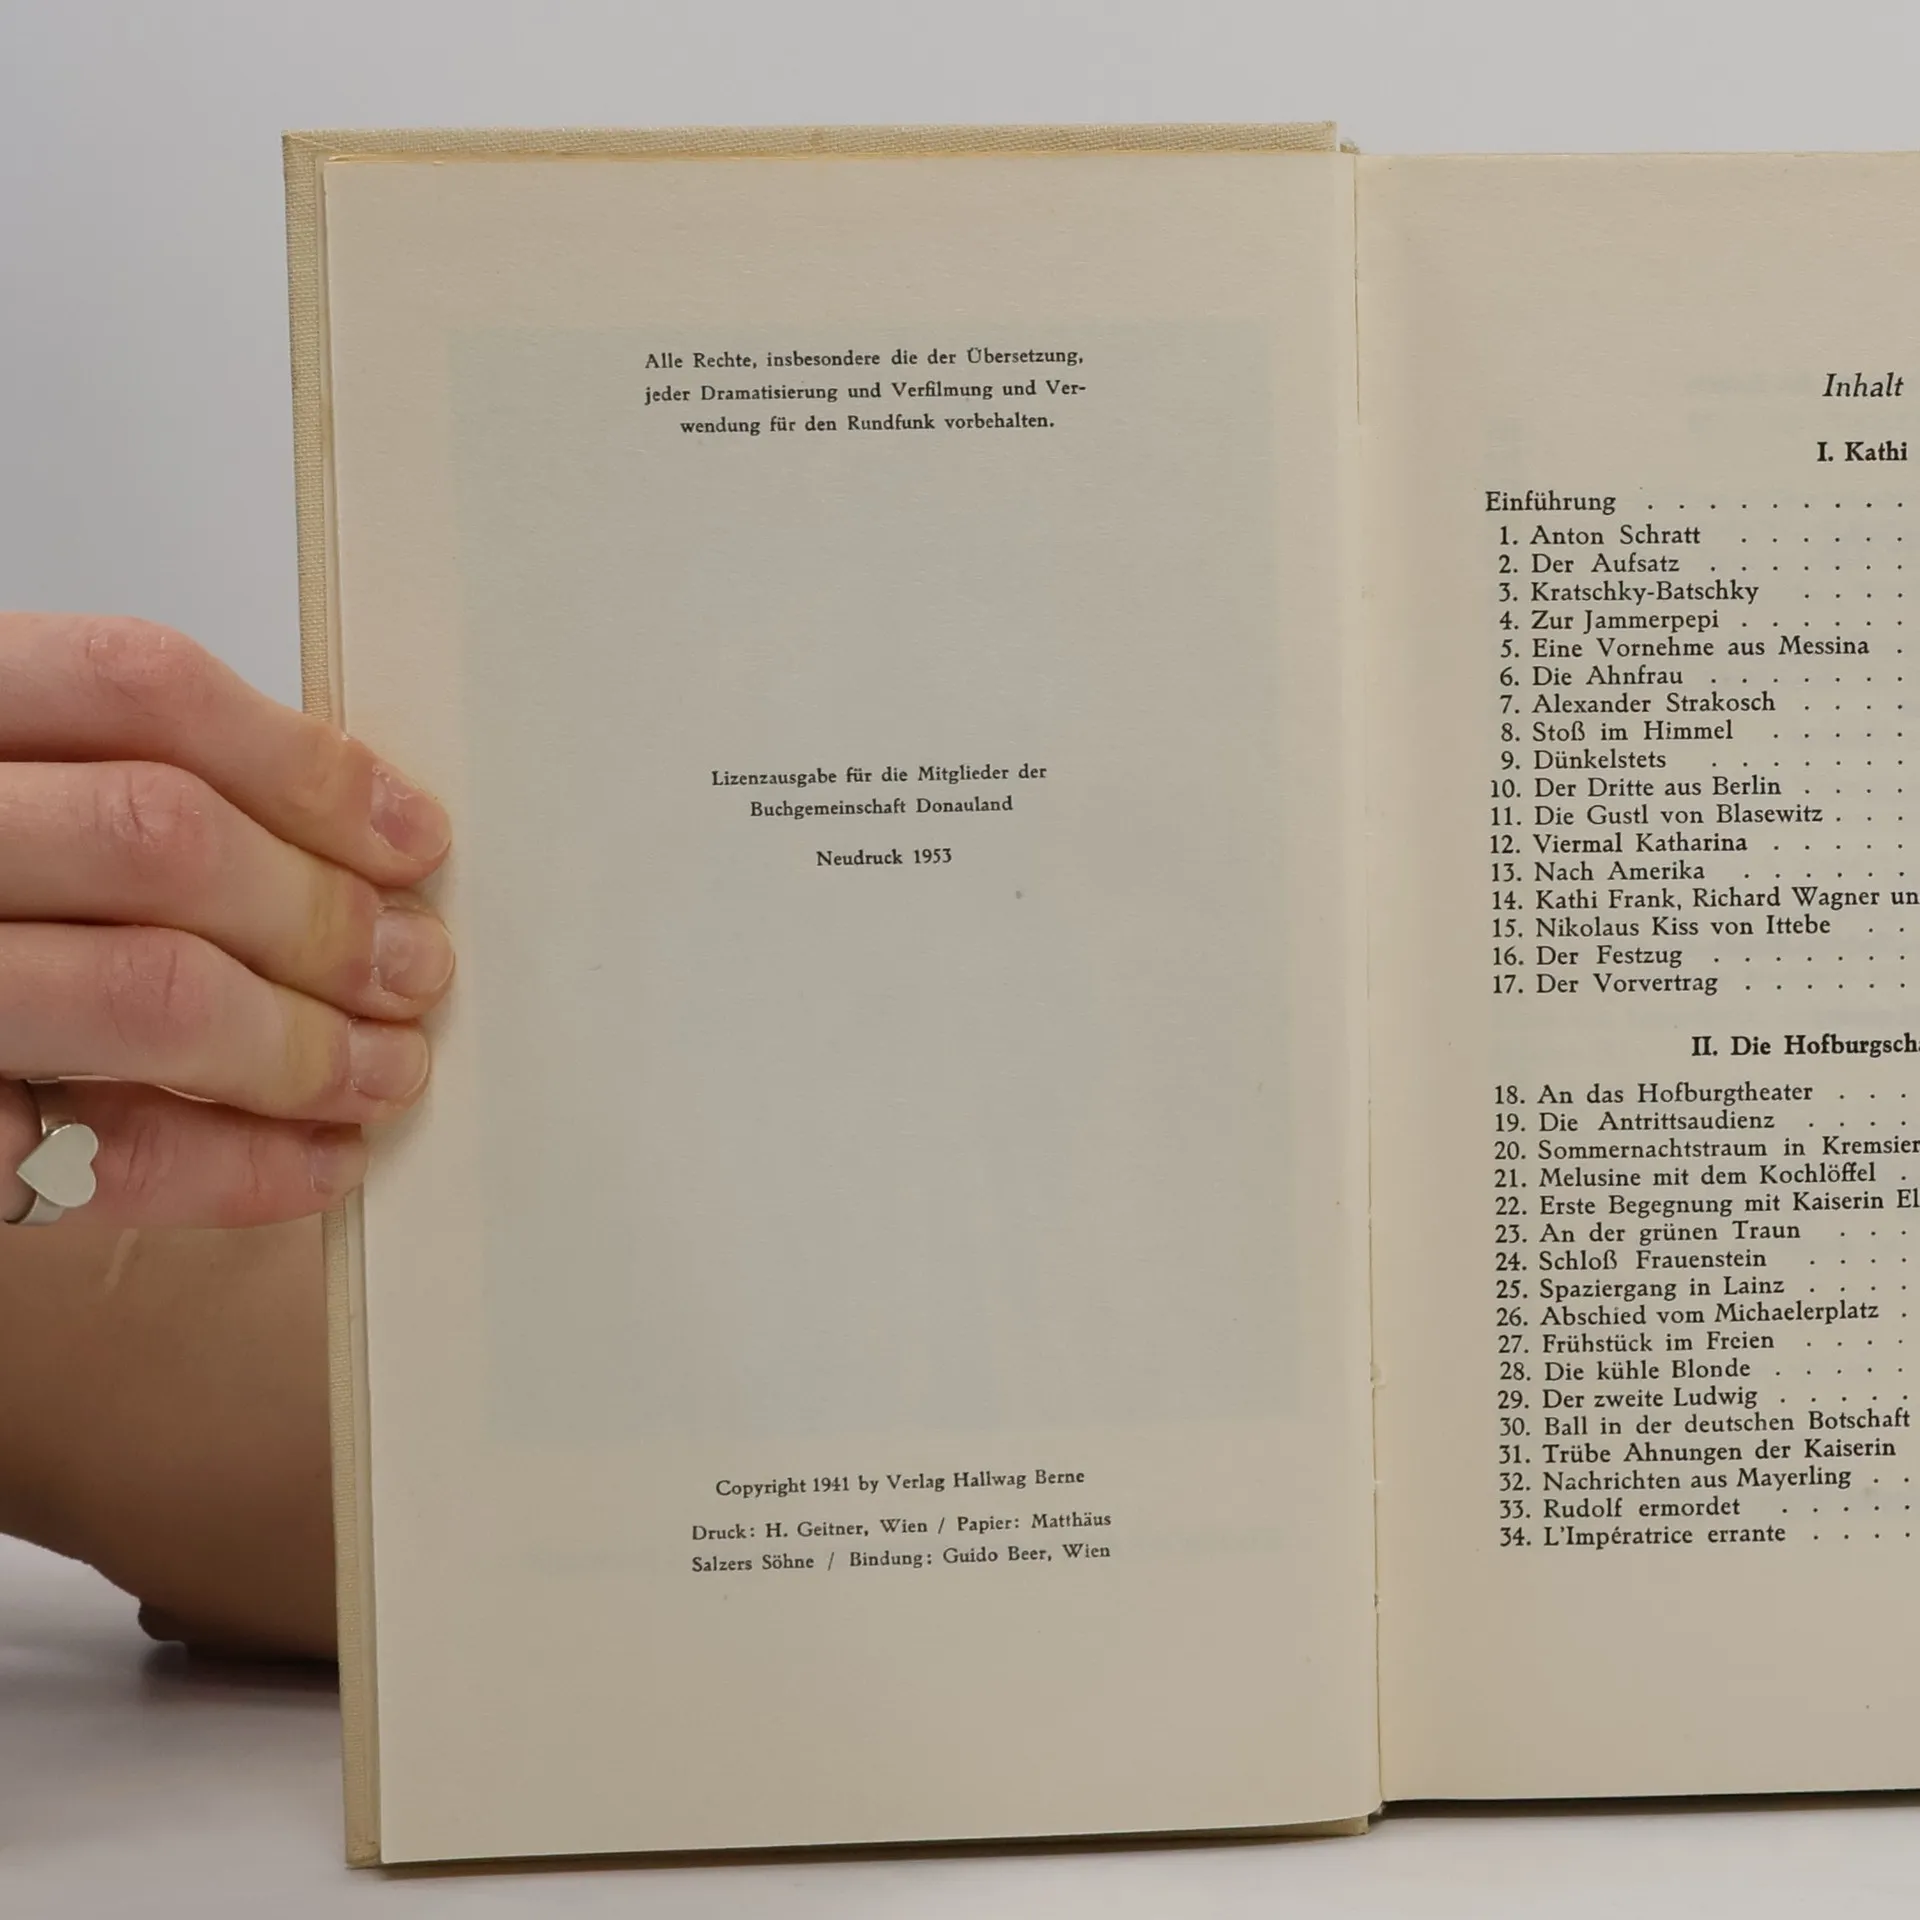 Alle Rechte, insbesondere die der Übersetzung,
jeder Dramatisierung und Verfilmung und Ver-
wendung für den Rundfunk vorbehalten.
Lizenzausgabe für die Mitglieder der
Buchgemeinschaft Donauland
Neudruck 1953
Copyright 1941 by Verlag Hallwag Berne
Druck: H. Geitner, Wien / Papier: Matthäus
Salzers Söhne / Bindung: Guido Beer, Wien
Inhalt
I. Kathi
Einführung . . . . . . . . .
1. Anton Schratt . . . . . .
2. Der Aufsatz . . . . . . .
3. Kratschky-Batschky . . . .
4. Zur Jammerpepi . . . . . .
5. Eine Vornehme aus Messina .
6. Die Ahnfrau . . . . . . .
7. Alexander Strakosch . . . .
8. Stoß im Himmel . . . . .
9. Dünkelstets . . . . . . .
10. Der Dritte aus Berlin . . . .
11. Die Gustl von Blasewitz . . .
12. Viermal Katharina . . . . .
13. Nach Amerika . . . . . .
14. Kathi Frank, Richard Wagner un
15. Nikolaus Kiss von Ittebe . .
16. Der Festzug . . . . . . .
17. Der Vorvertrag . . . . . .
II. Die Hofburgscha
18. An das Hofburgtheater . . .
19. Die Antrittsaudienz . . . .
20. Sommernachtstraum in Kremsier
21. Melusine mit dem Kochlöffel .
22. Erste Begegnung mit Kaiserin El
23. An der grünen Traun . . .
24. Schloß Frauenstein . . . .
25. Spaziergang in Lainz . . . .
26. Abschied vom Michaelerplatz .
27. Frühstück im Freien . . . .
28. Die kühle Blonde . . . . .
29. Der zweite Ludwig . . . . .
30. Ball in der deutschen Botschaft
31. Trübe Ahnungen der Kaiserin
32. Nachrichten aus Mayerling . .
33. Rudolf ermordet . . . . .
34. L'Impératrice errante . . . .